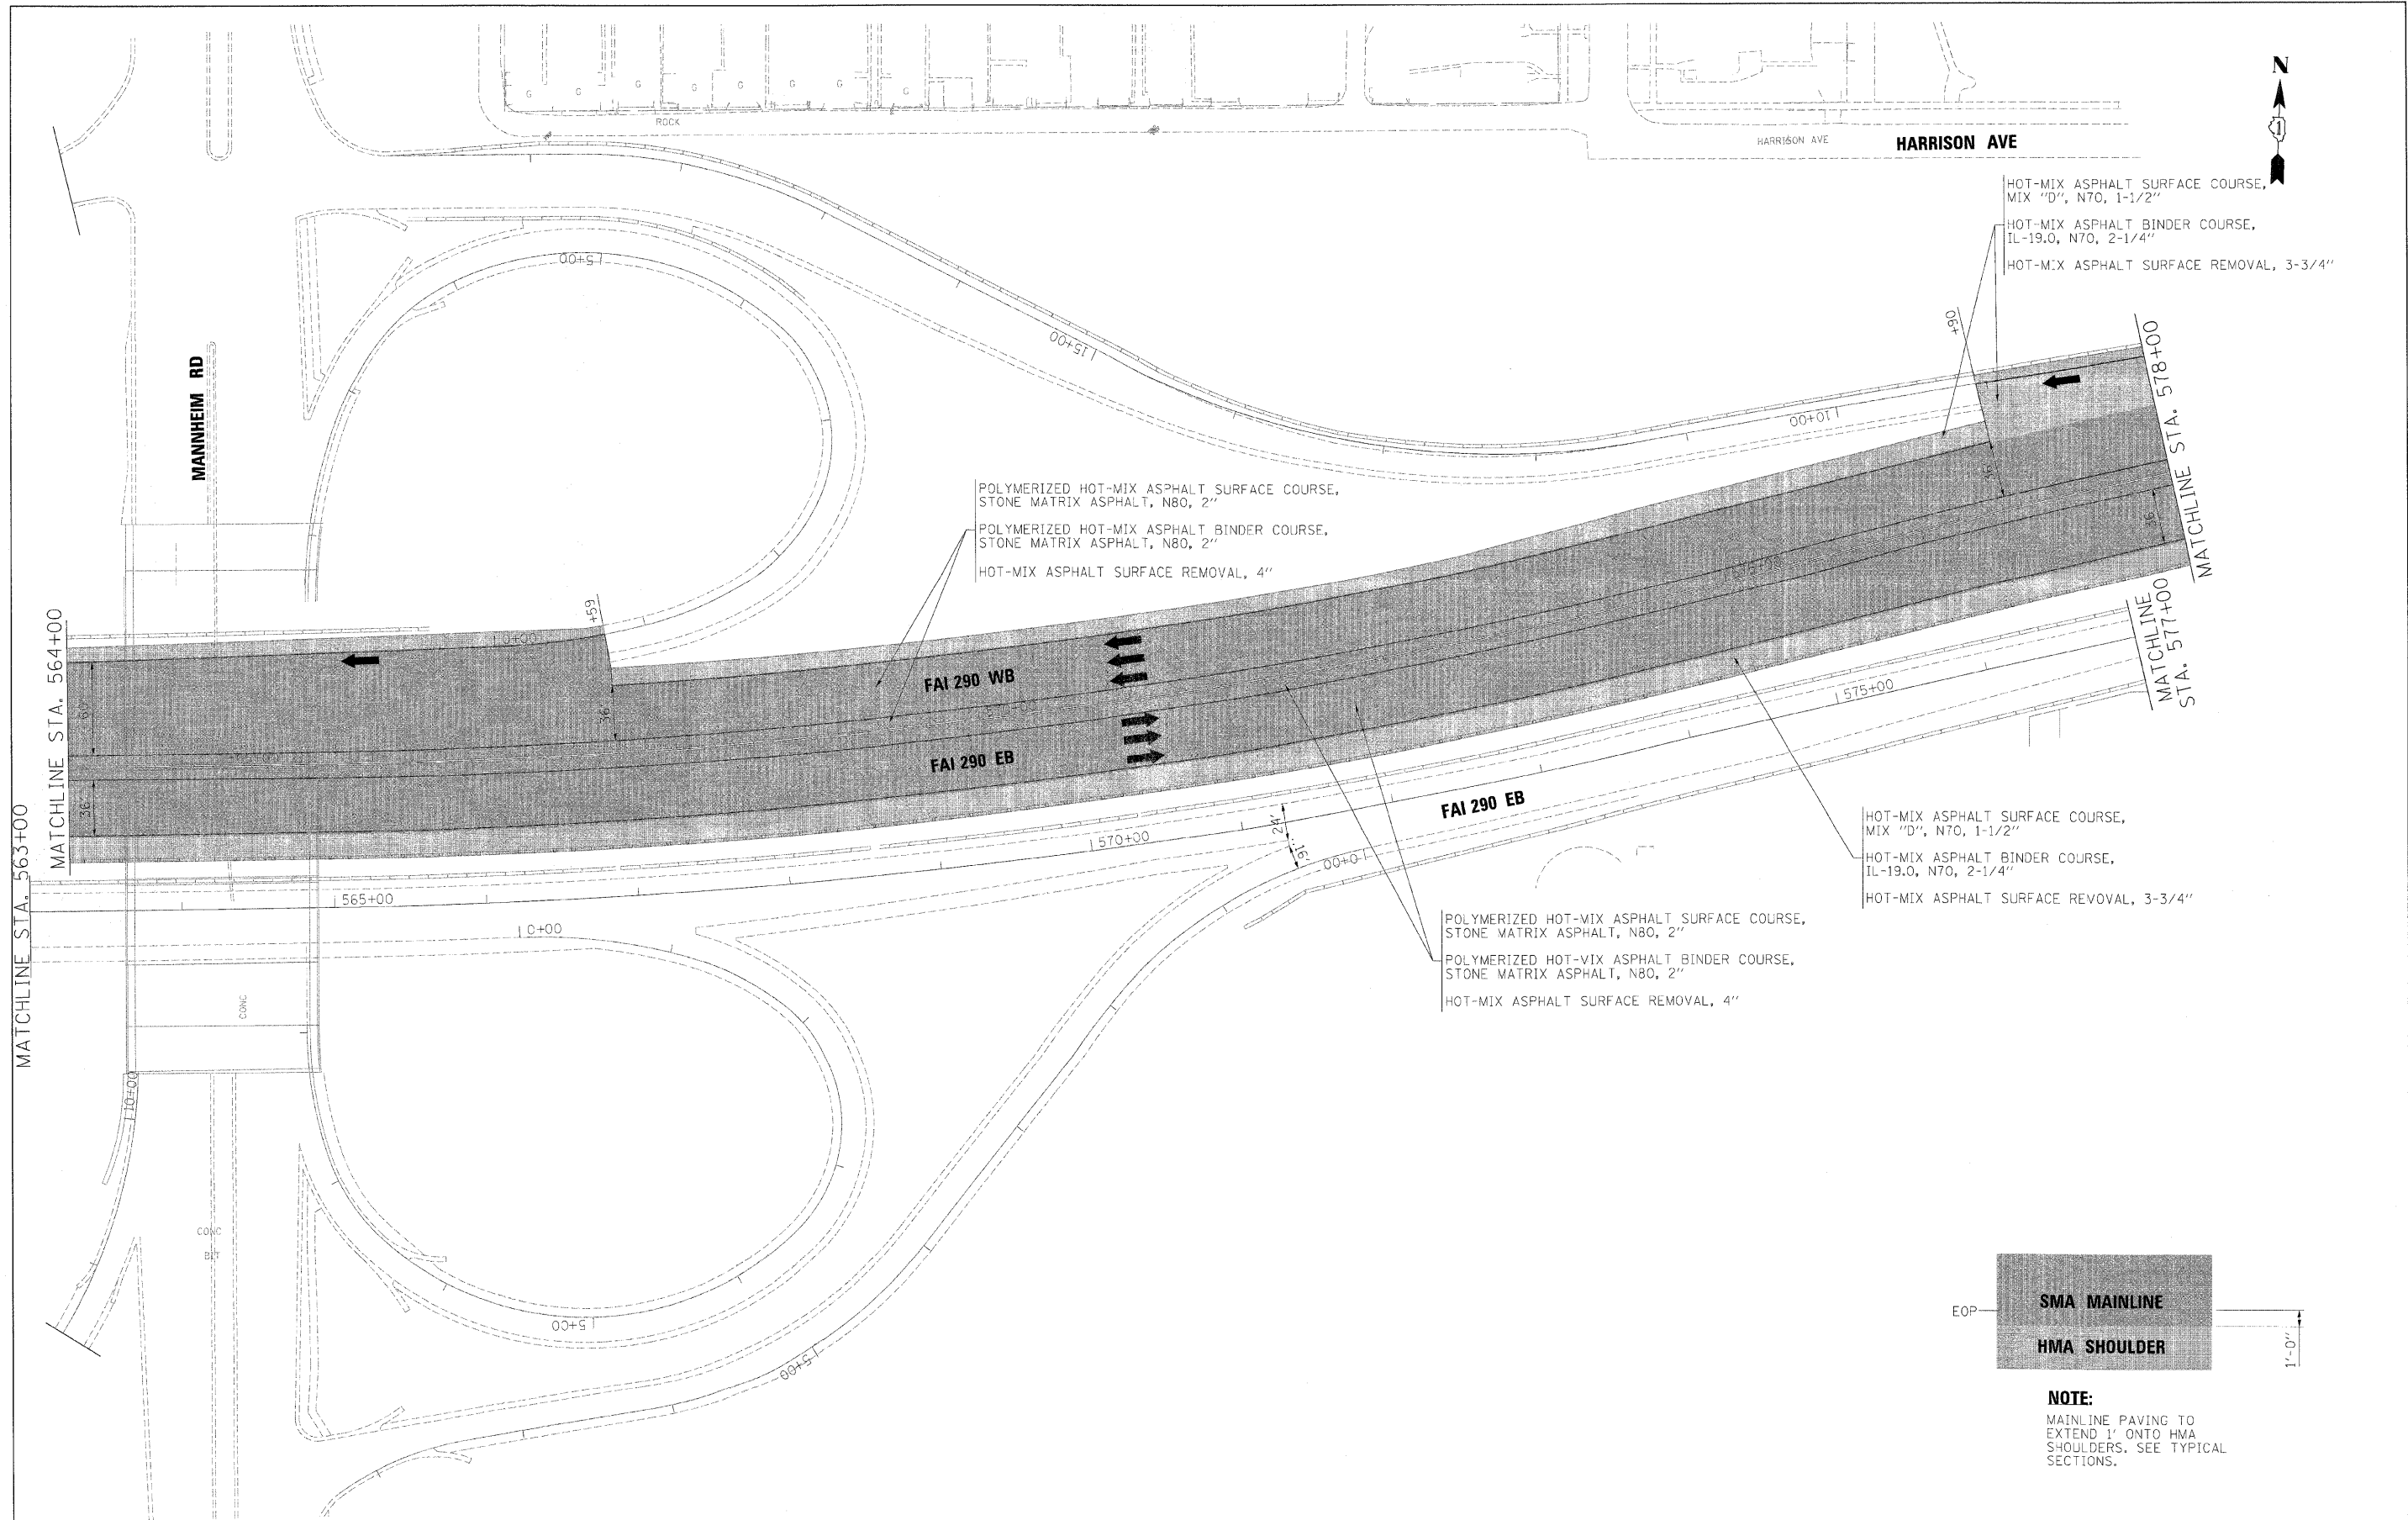 N
ROCK
HARRISON AVE
HARRISON AVE
G
G
G
G
G
G
G
G
HOT-MIX ASPHALT SURFACE COURSE,
MIX "D", N70, 1-1/2"
HOT-MIX ASPHALT BINDER COURSE,
IL-19.0, N70, 2-1/4"
HOT-MIX ASPHALT SURFACE REMOVAL, 3-3/4"
5+00
15+00
+90
10+00
MATCHLINE STA. 578+00
MANNHEIM RD
36'
36'
POLYMERIZED HOT-MIX ASPHALT SURFACE COURSE,
STONE MATRIX ASPHALT, N80, 2"
POLYMERIZED HOT-MIX ASPHALT BINDER COURSE,
STONE MATRIX ASPHALT, N80, 2"
HOT-MIX ASPHALT SURFACE REMOVAL, 4"
+59
0+00
MATCHLINE STA. 564+00
60'
36'
36'
FAI 290 WB
FAI 290 EB
MATCHLINE
STA. 577+00
575+00
FAI 290 EB
24'
16'
570+00
0+00
MATCHLINE STA. 563+00
565+00
0+00
HOT-MIX ASPHALT SURFACE COURSE,
MIX "D", N70, 1-1/2"
HOT-MIX ASPHALT BINDER COURSE,
IL-19.0, N70, 2-1/4"
HOT-MIX ASPHALT SURFACE REVOVAL, 3-3/4"
POLYMERIZED HOT-MIX ASPHALT SURFACE COURSE,
STONE MATRIX ASPHALT, N80, 2"
POLYMERIZED HOT-VIX ASPHALT BINDER COURSE,
STONE MATRIX ASPHALT, N80, 2"
HOT-MIX ASPHALT SURFACE REMOVAL, 4"
CONC
10+00
CONC
BIT
5+00
5+00
EOP
SMA MAINLINE
HMA SHOULDER
1'-0"
NOTE:
MAINLINE PAVING TO
EXTEND 1' ONTO HMA
SHOULDERS. SEE TYPICAL
SECTIONS.